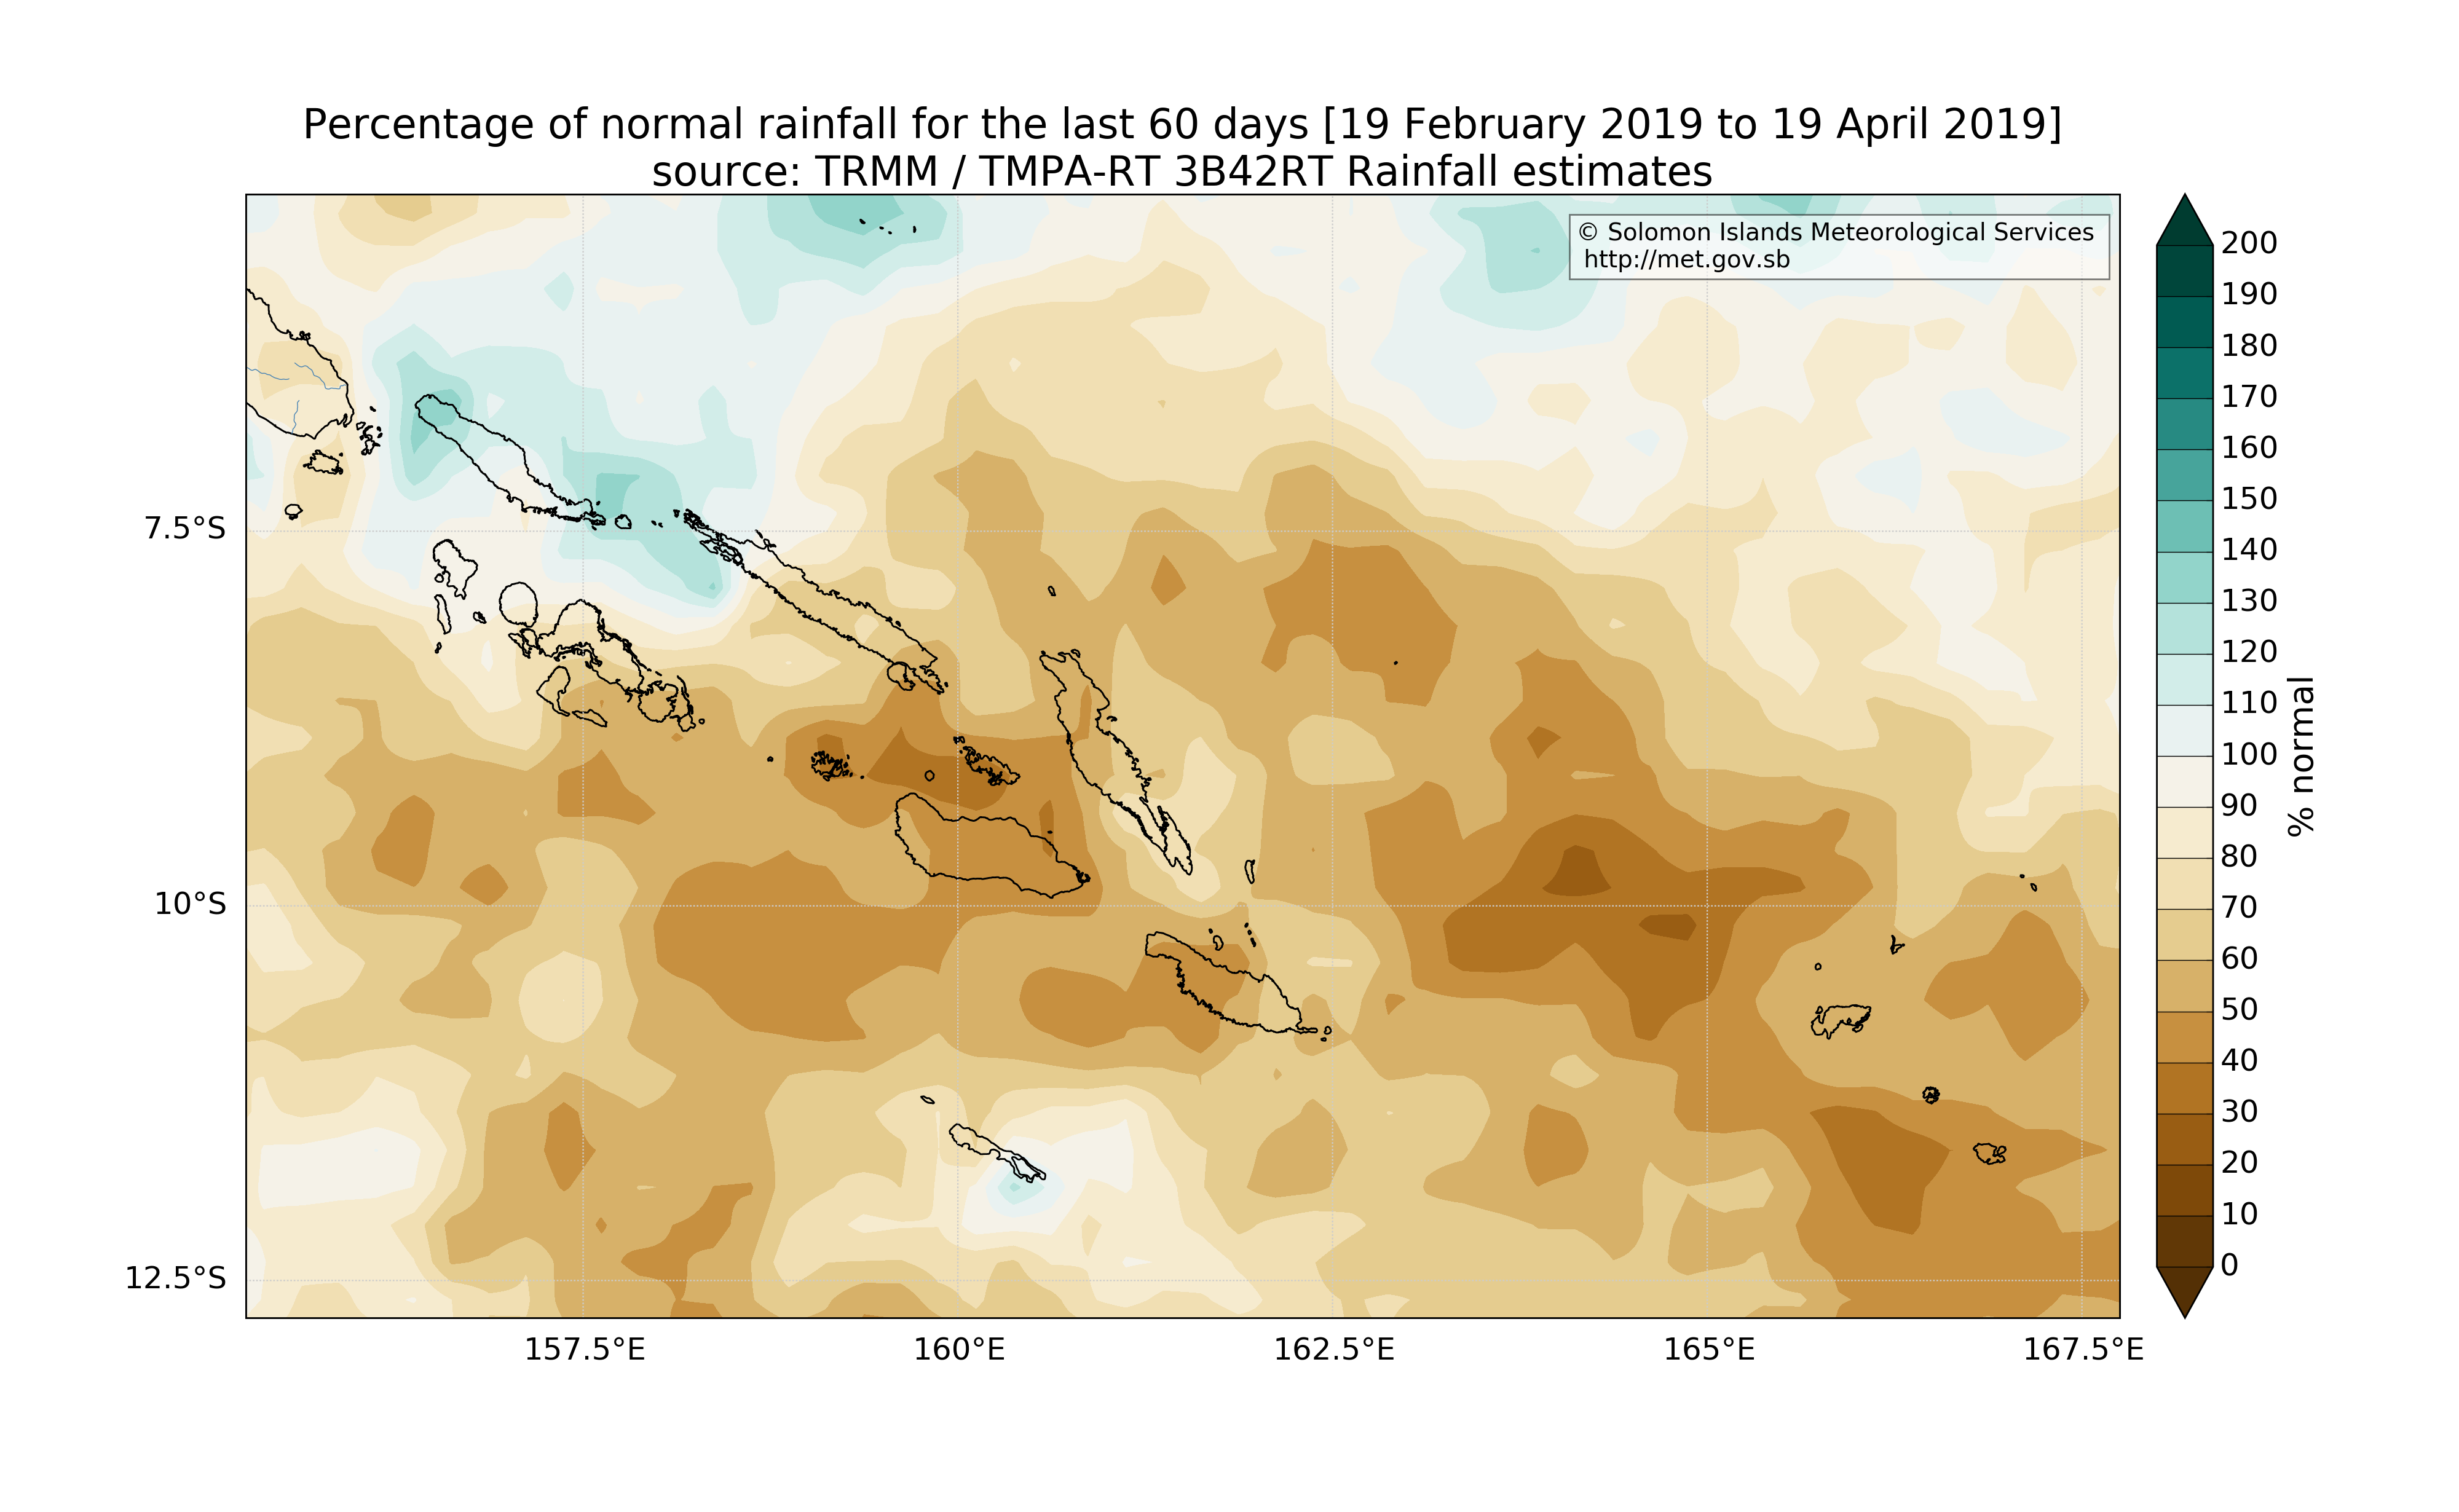 Percentage of normal rainfall for the last 60 days [19 February 2019 to 19 April 2019]
source: TRMM / TMPA-RT 3B42RT Rainfall estimates
© Solomon Islands Meteorological Services
http://met.gov.sb
7.5°S
10°S
12.5°S
157.5°E
160°E
162.5°E
165°E
167.5°E
200
190
180
170
160
150
140
130
120
110
100
90
80
70
60
50
40
30
20
10
0
% normal